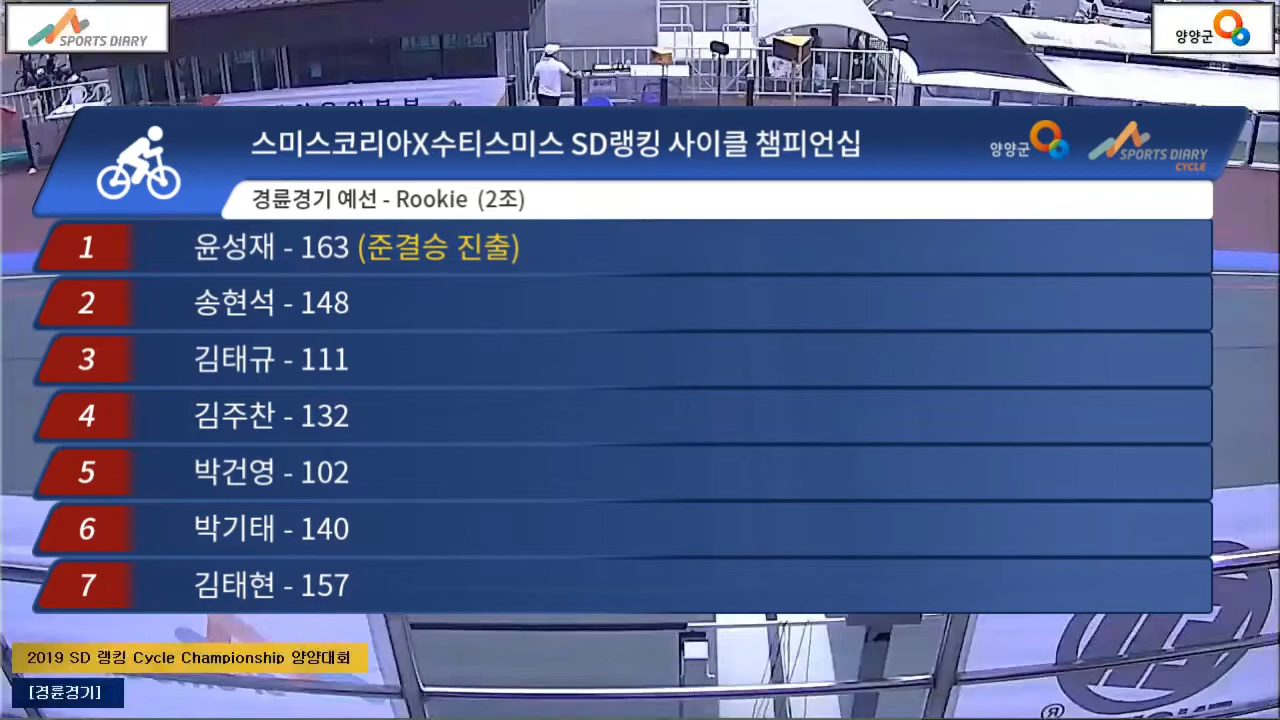 SPORTS DIARY
양양군
스미스코리아X수티스미스 SD랭킹 사이클 챔피언십
양양군
SPORTS DIARY
CYCLE
경륜경기 예선 - Rookie (2조)
1 윤성재 - 163 (준결승 진출)
2 송현석 - 148
3 김태규 - 111
4 김주찬 - 132
5 박건영 - 102
6 박기태 - 140
7 김태현 - 157
2019 SD 랭킹 Cycle Championship 양양대회
[경륜경기]